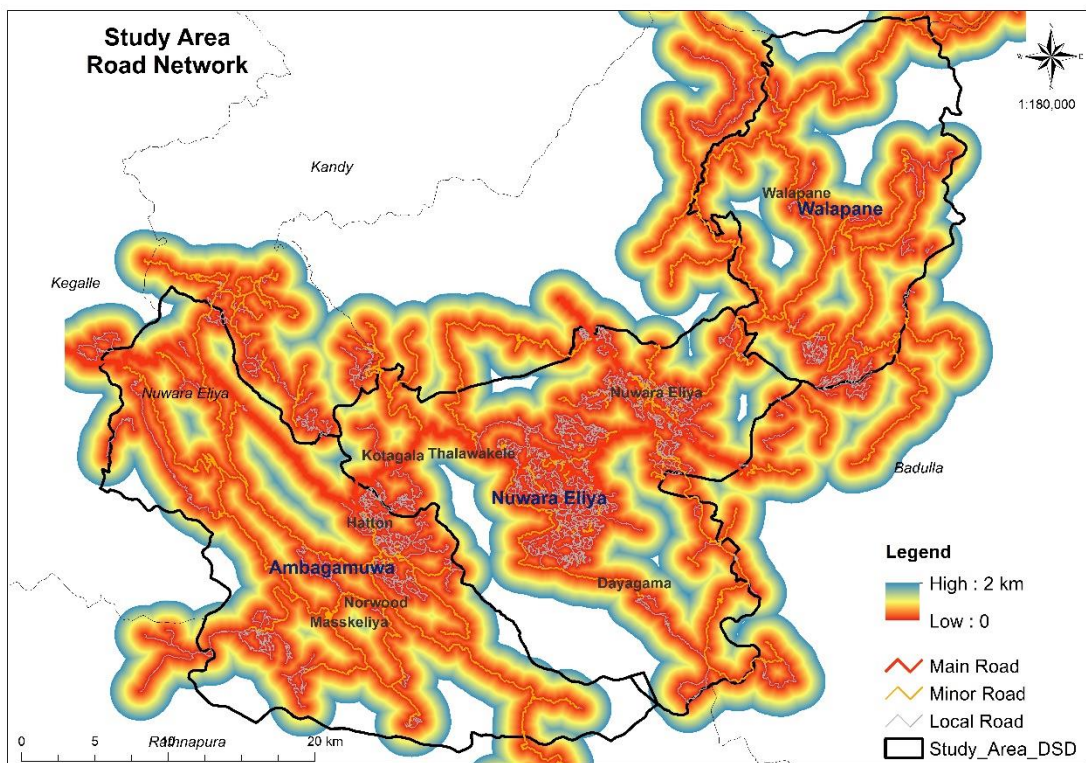 Study Area
Road Network
N
W
E
S
1:180,000
Kandy
Walapane
Walapane
Kegalle
Nuwara Eliya
Nuwara Eliya
Kotagala
Thalawakele
Badulla
Nuwara Eliya
Hatton
Ambagamuwa
Dayagama
Norwood
Masskeliya
Legend
High : 2 km
Low : 0
Main Road
Minor Road
Local Road
Study_Area_DSD
0 5 10 20 km